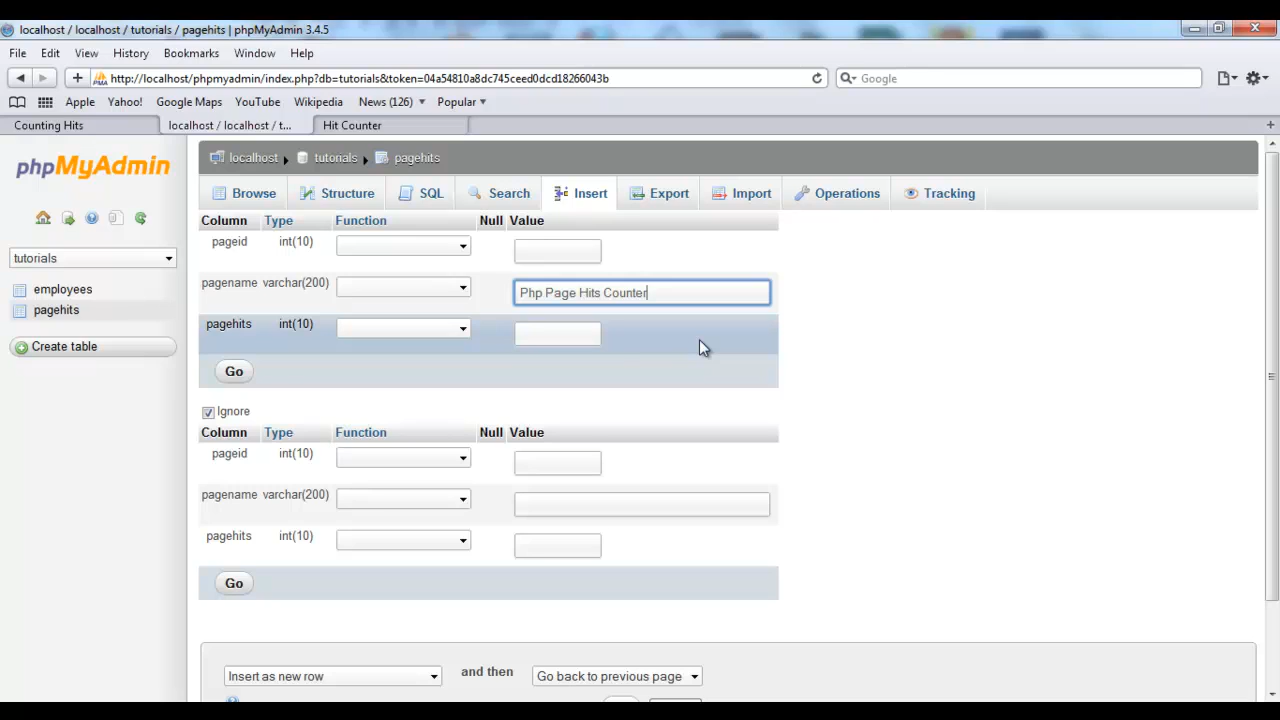 localhost / localhost / tutorials / pagehits | phpMyAdmin 3.4.5
File Edit View History Bookmarks Window Help
http://localhost/phpmyadmin/index.php?db=tutorials&token=04a54810a8dc745ceed0dcd18266043b
Google
Apple Yahoo! Google Maps YouTube Wikipedia News (126) Popular
Counting Hits localhost / localhost / t... Hit Counter
phpMyAdmin
localhost tutorials pagehits
Browse Structure SQL Search Insert Export Import Operations Tracking
tutorials
employees
pagehits
Create table
Column Type Function Null Value
pageid int(10)
pagename varchar(200) Php Page Hits Counter
pagehits int(10)
Go
Ignore
Column Type Function Null Value
pageid int(10)
pagename varchar(200)
pagehits int(10)
Go
Insert as new row and then Go back to previous page